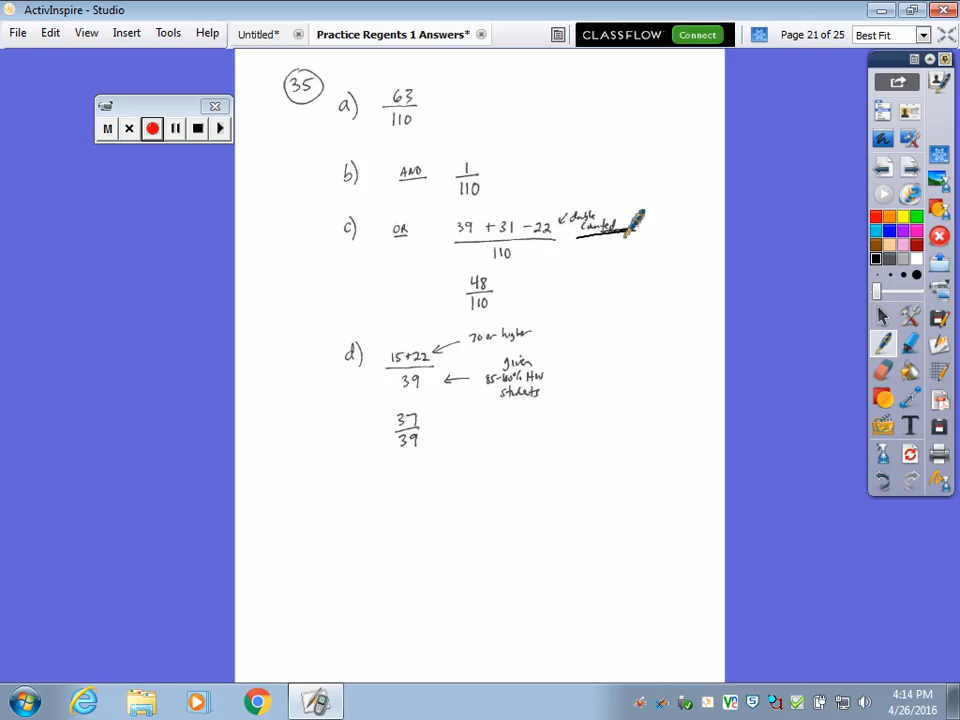 ActivInspire - Studio
File Edit View Insert Tools Help
Untitled*
Practice Regents 1 Answers*
CLASSFLOW Connect
Page 21 of 25
Best Fit
M
35
a) 63
110
b) AND 1
110
c) OR 39 + 31 - 22
110
double
counted
48
110
d) 15+22
39
70 or higher
given
85-100% HW
students
37
39
T
4:14 PM
4/26/2016